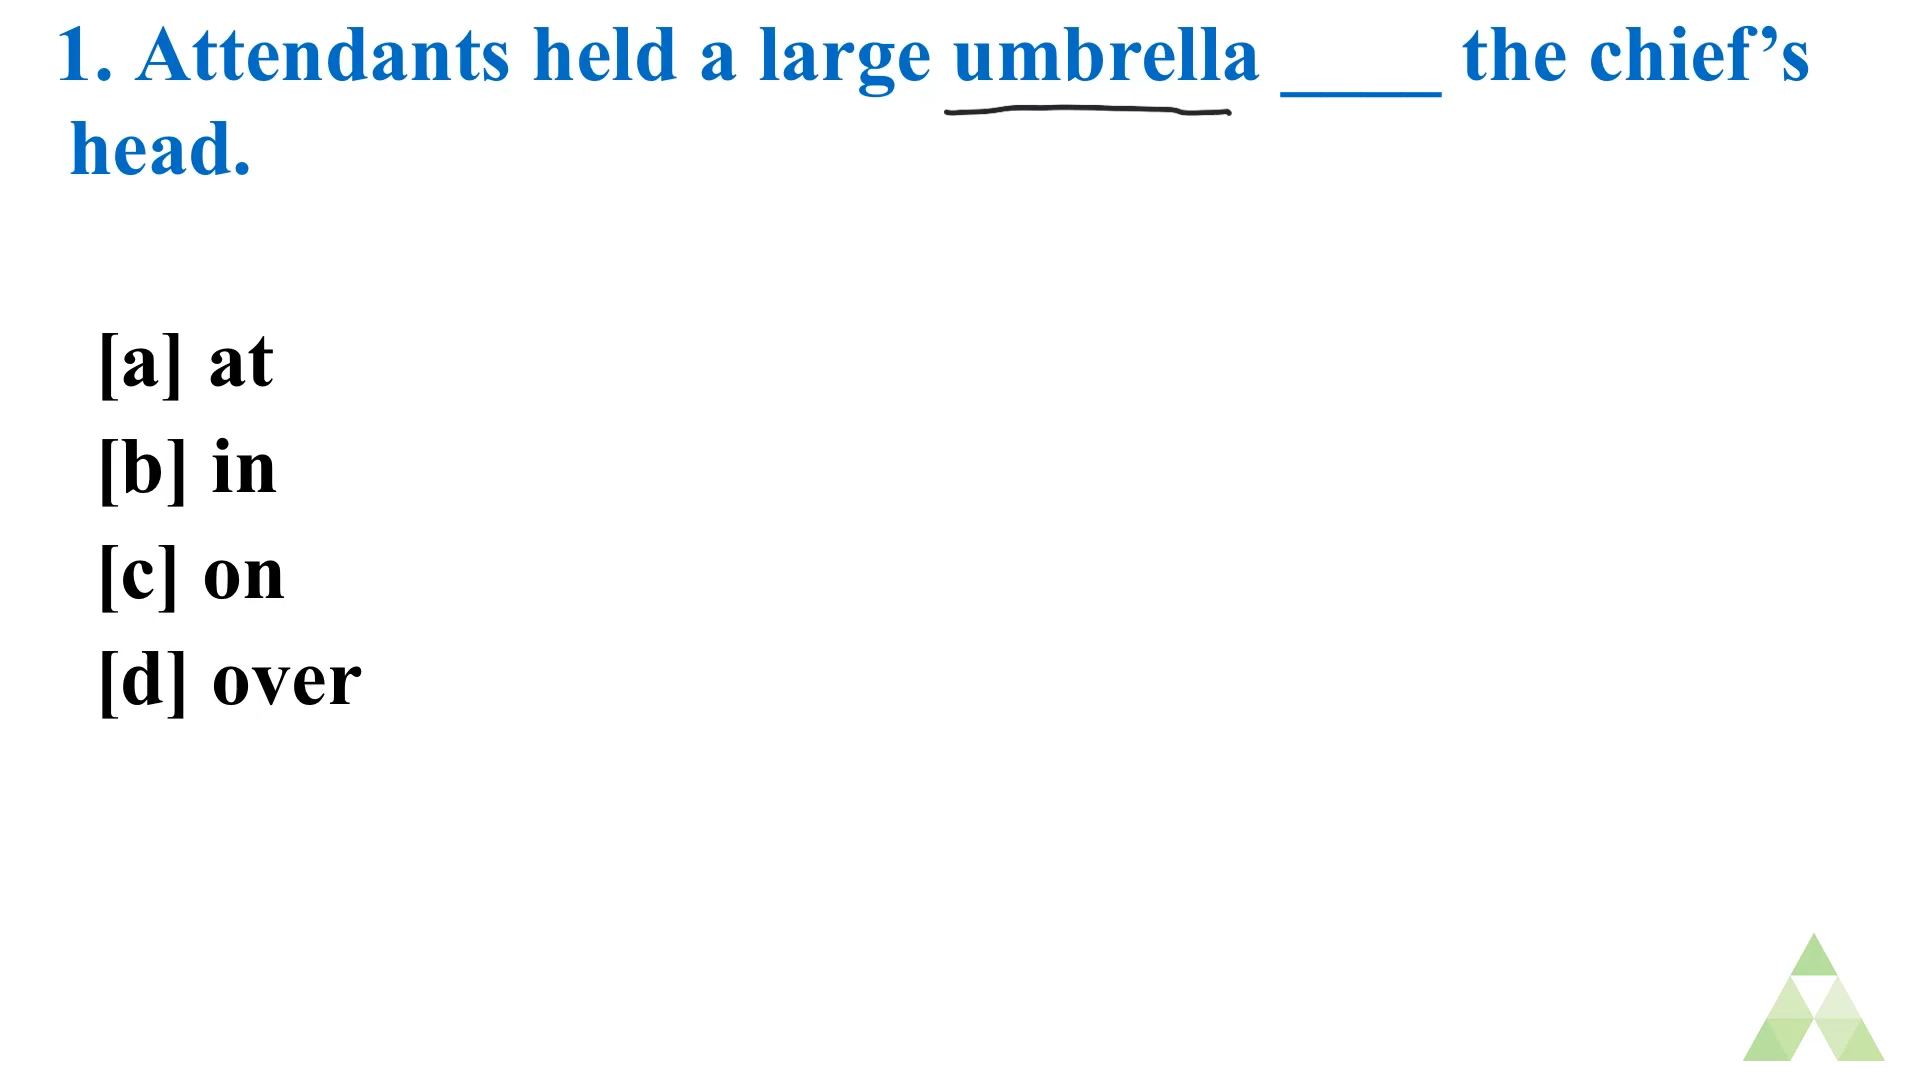 1. Attendants held a large umbrella ____ the chief’s
head.
[a] at
[b] in
[c] on
[d] over